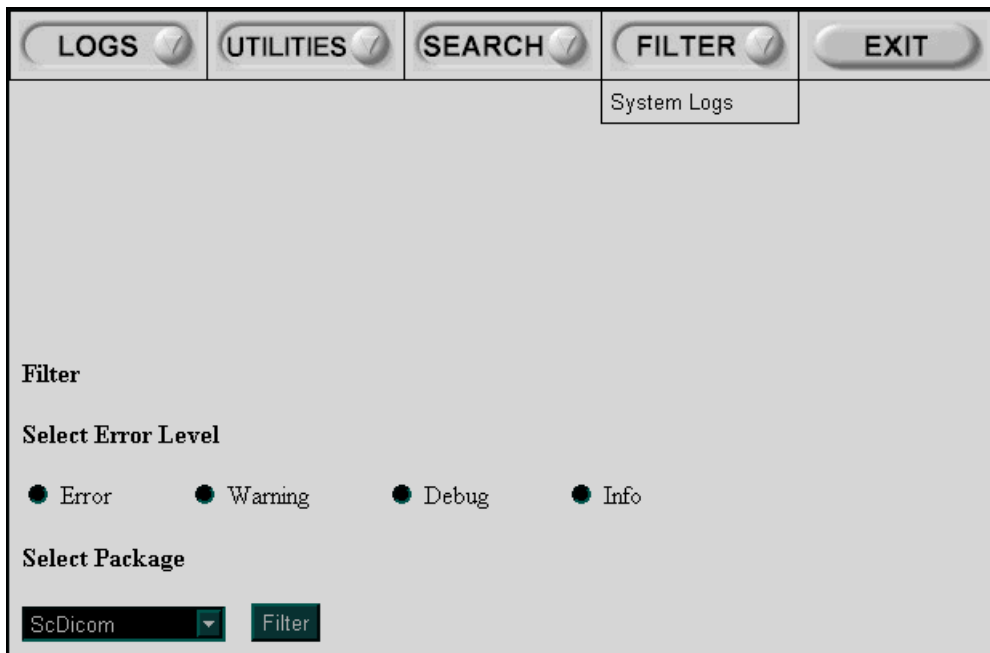 LOGS UTILITIES SEARCH FILTER EXIT
System Logs
Filter
Select Error Level
Error Warning Debug Info
Select Package
ScDicom Filter